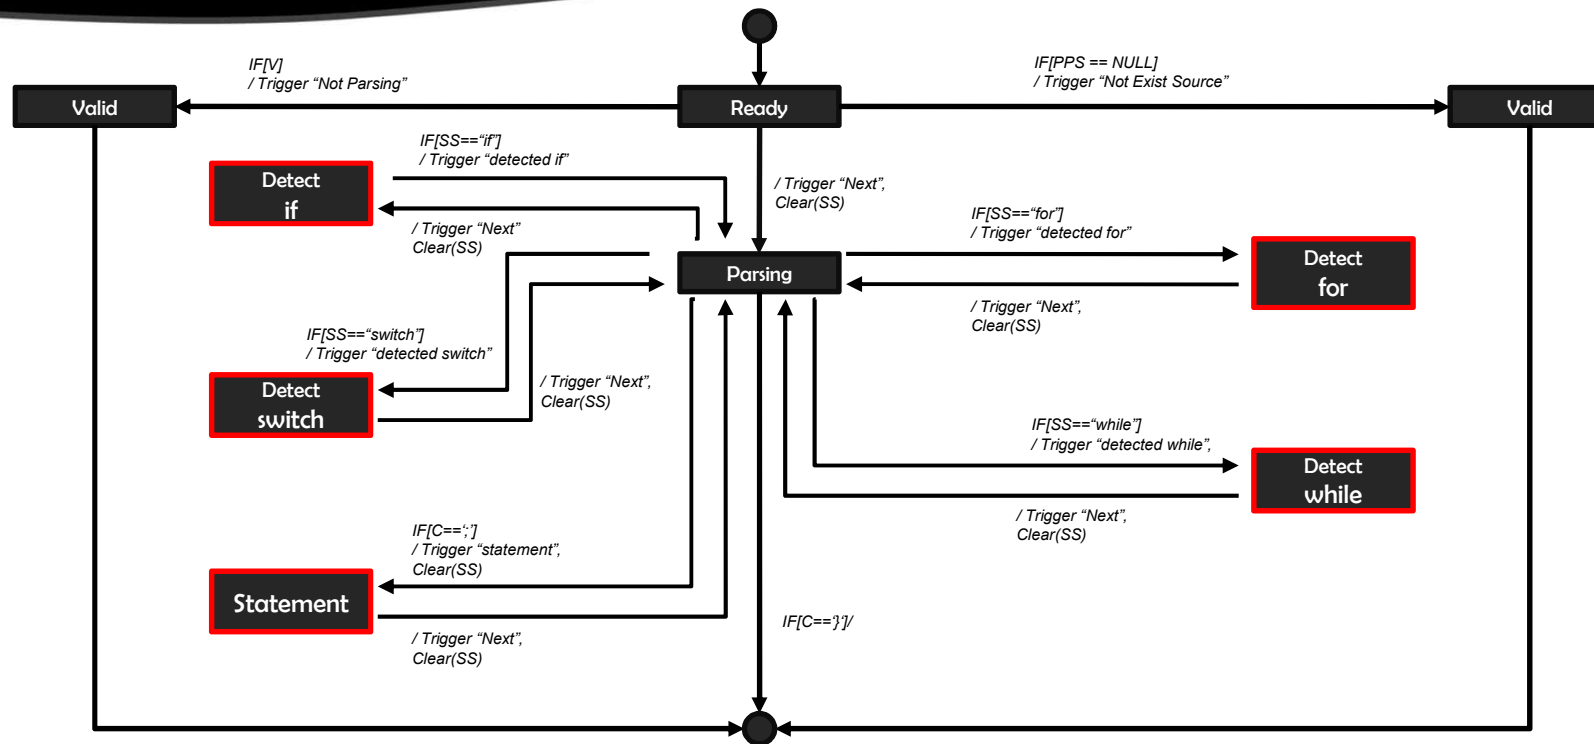 IF[V]
/ Trigger “Not Parsing”
IF[PPS == NULL]
/ Trigger “Not Exist Source”
Valid
Ready
Valid
IF[SS==“if”]
/ Trigger “detected if”
Detect
if
/ Trigger “Next”,
Clear(SS)
/ Trigger “Next”
Clear(SS)
IF[SS==“for”]
/ Trigger “detected for”
Parsing
Detect
for
/ Trigger “Next”,
Clear(SS)
IF[SS==“switch”]
/ Trigger “detected switch”
Detect
switch
/ Trigger “Next”,
Clear(SS)
IF[SS==“while”]
/ Trigger “detected while”,
Detect
while
/ Trigger “Next”,
Clear(SS)
IF[C==‘;’]
/ Trigger “statement”,
Clear(SS)
Statement
/ Trigger “Next”,
Clear(SS)
IF[C==‘}‘]/